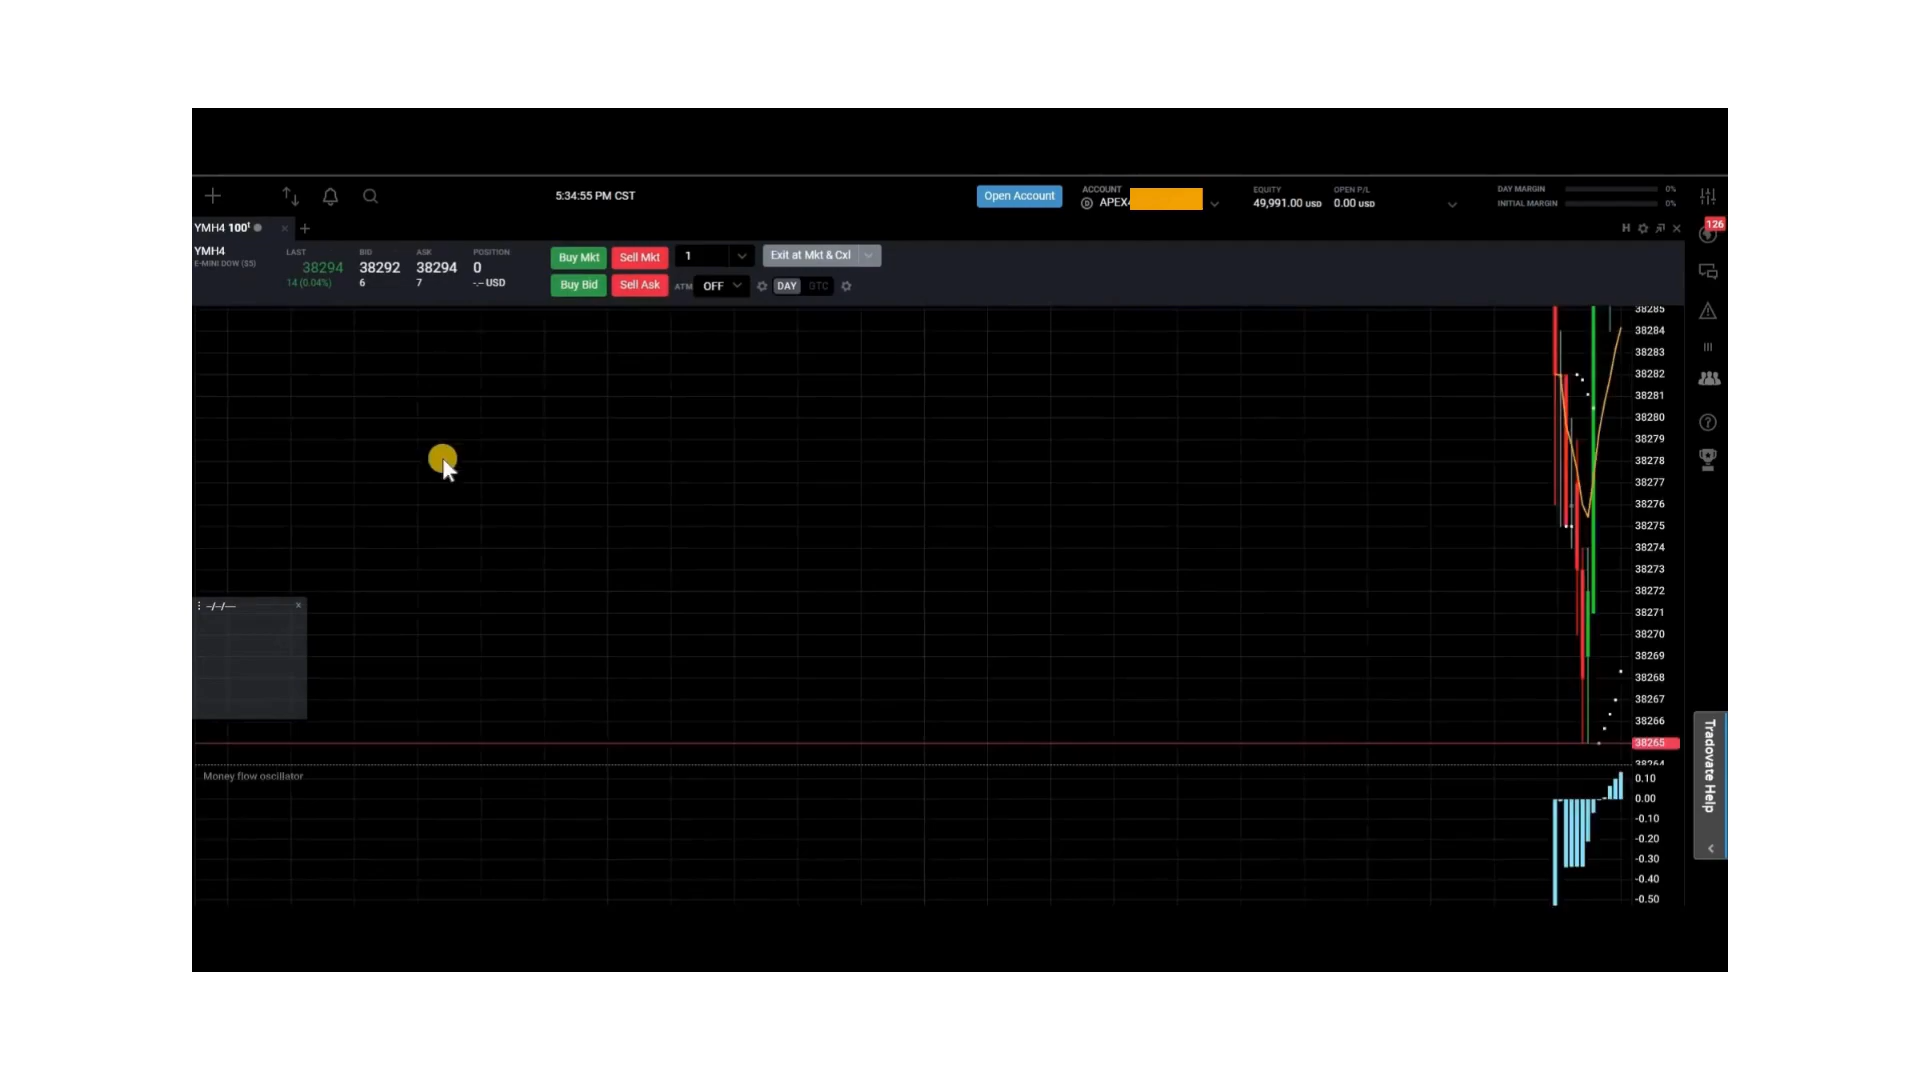 5:34:55 PM CST
Open Account
ACCOUNT
APEX4
EQUITY
49,991.00 USD
OPEN P/L
0.00 USD
DAY MARGIN 0%
INITIAL MARGIN 0%
YMH4 100t
126
YMH4
E-MINI DOW ($5)
LAST
38294
14 (0.04%)
BID
38292
6
ASK
38294
7
POSITION
0
-.-- USD
Buy Mkt
Sell Mkt
1
Exit at Mkt & Cxl
Buy Bid
Sell Ask
ATM OFF
DAY
GTC
38285
38284
38283
38282
38281
38280
38279
38278
38277
38276
38275
38274
38273
38272
38271
38270
38269
38268
38267
38266
38265
38264
--/--/----
Money flow oscillator
0.10
0.00
-0.10
-0.20
-0.30
-0.40
-0.50
Tradovate Help